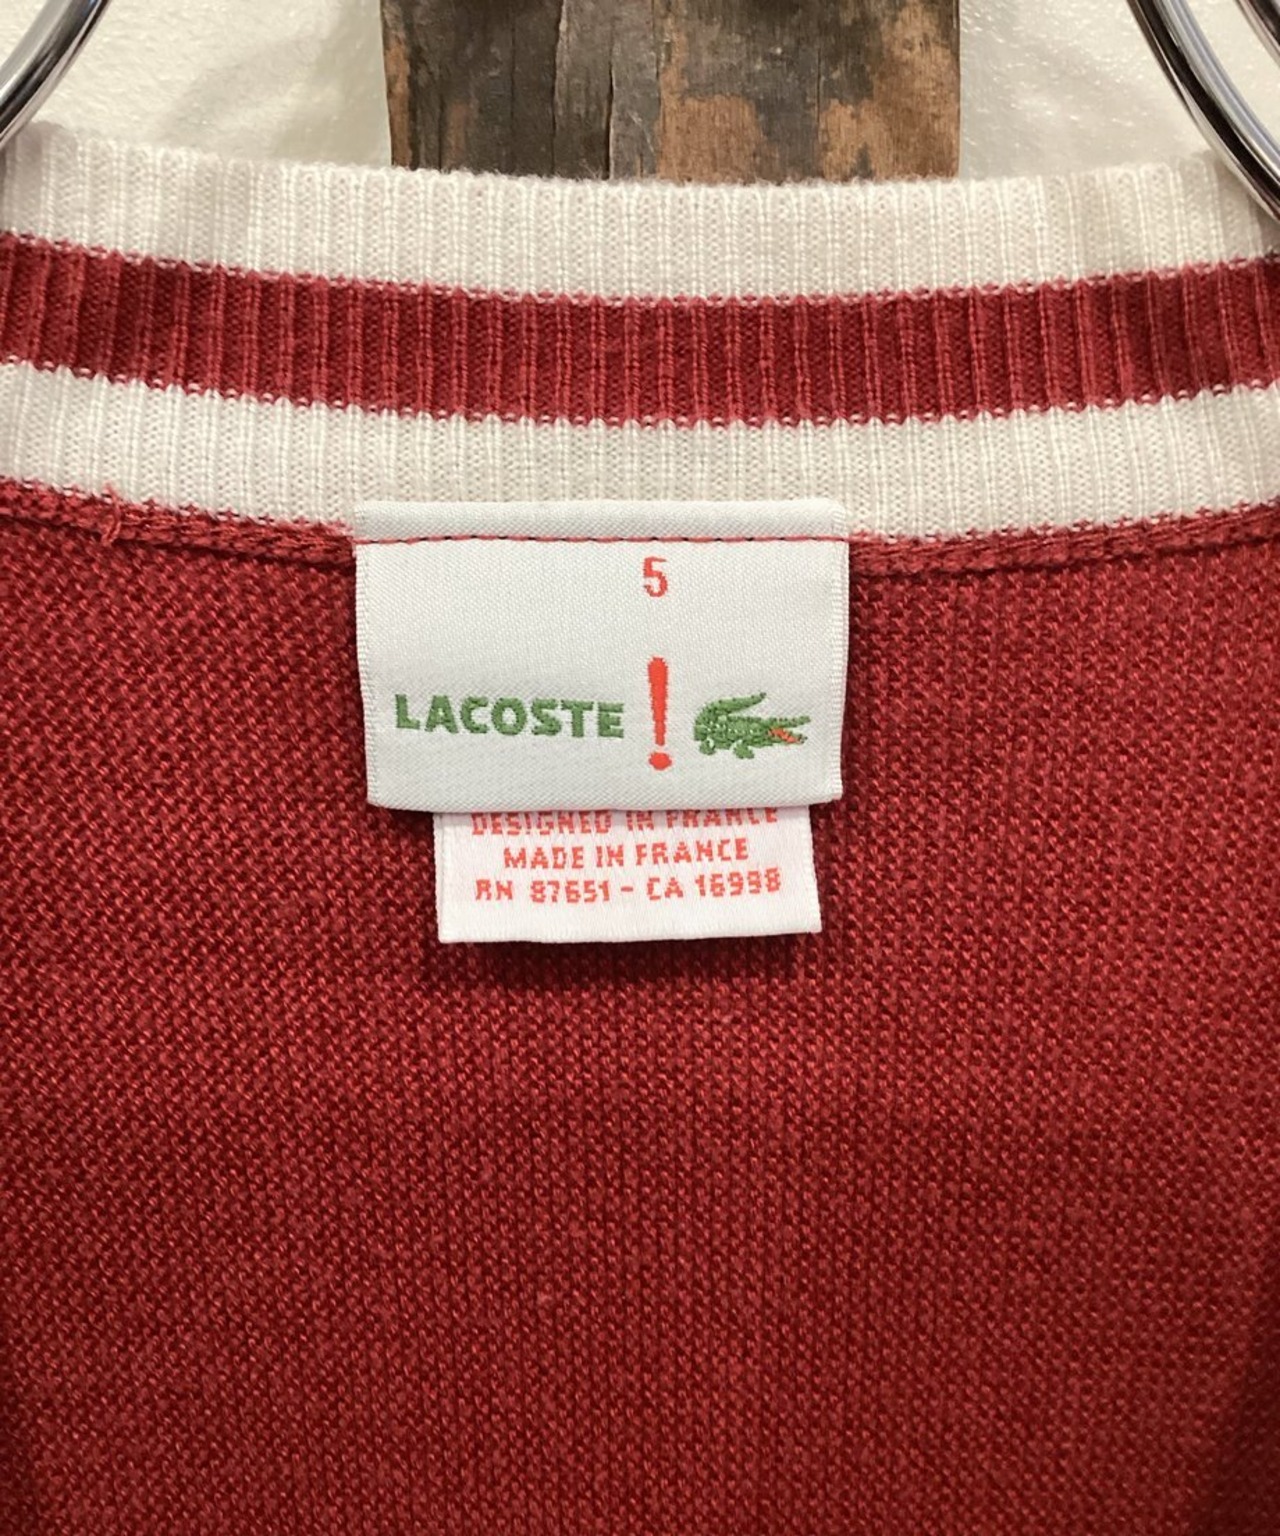 5
LACOSTE !
DESIGNED IN FRANCE
MADE IN FRANCE
RN 87651 - CA 16998